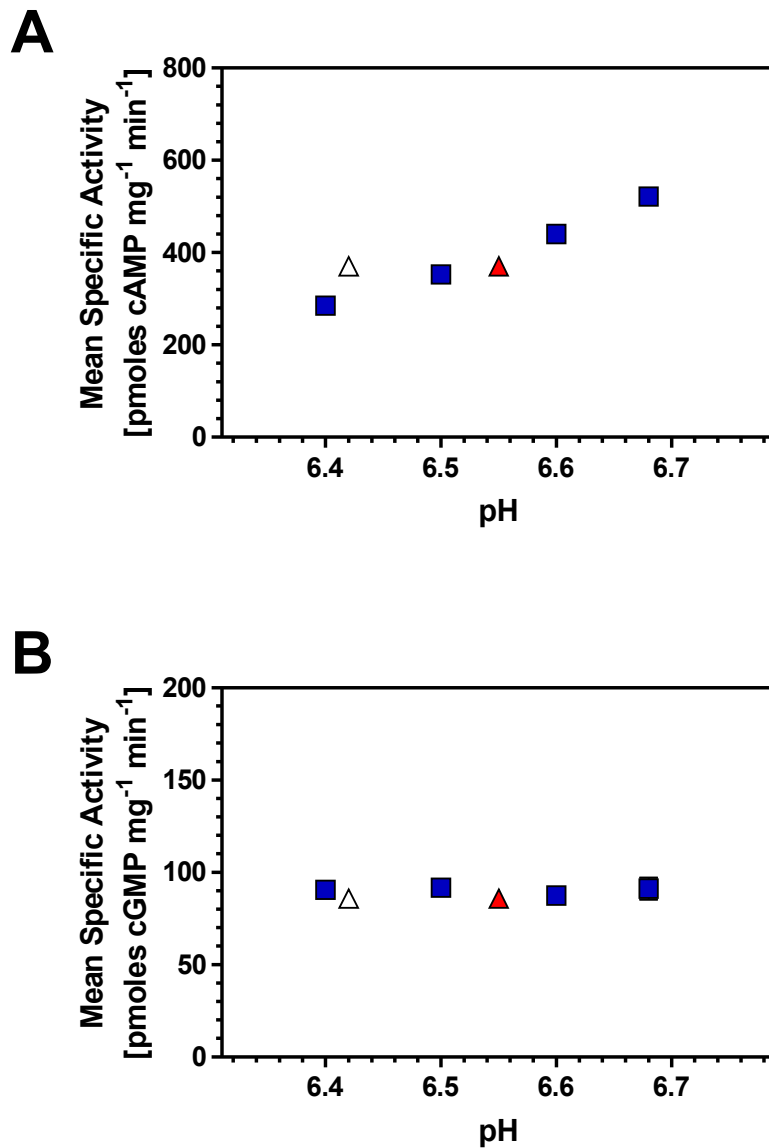 A
Mean Specific Activity
[pmoles cAMP mg⁻¹ min⁻¹]
800
600
400
200
0
6.4 6.5 6.6 6.7
pH
B
Mean Specific Activity
[pmoles cGMP mg⁻¹ min⁻¹]
200
150
100
50
0
6.4 6.5 6.6 6.7
pH